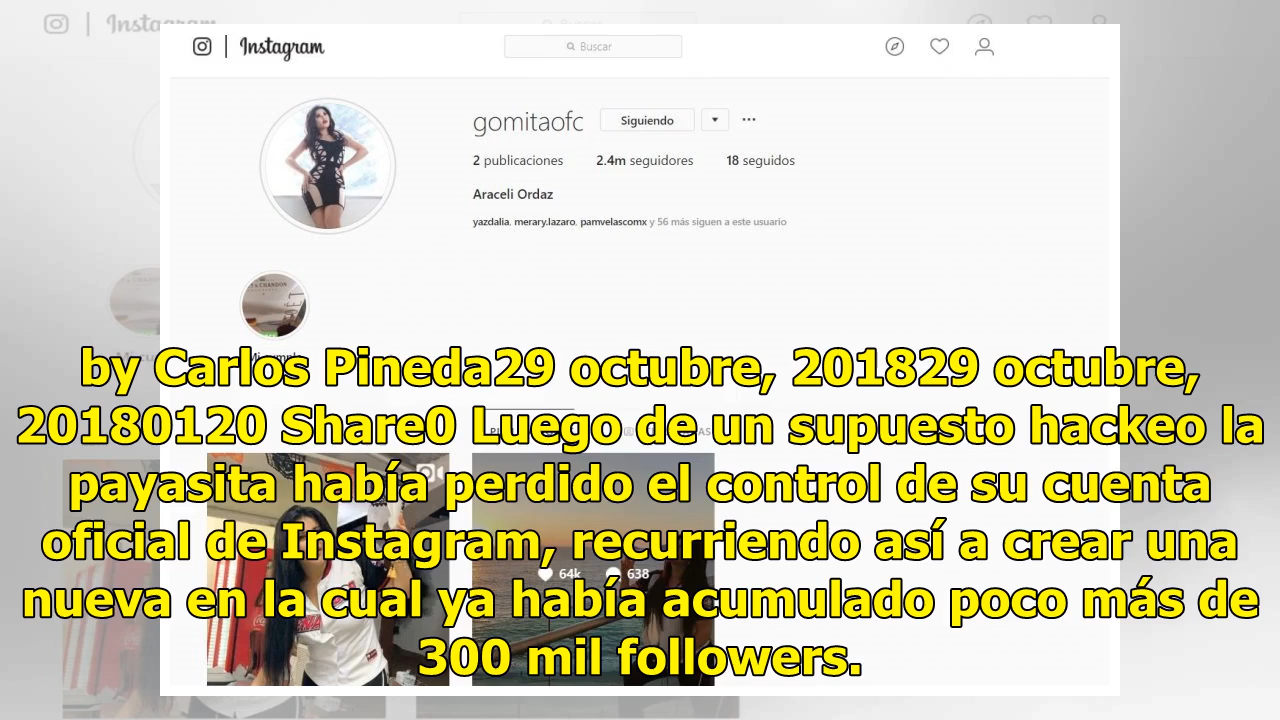 Instagram
Buscar
gomitaofc Siguiendo
2 publicaciones 2.4m seguidores 18 seguidos
Araceli Ordaz
yazdalia, merary.lazaro, pamvelascomx y 56 más siguen a este usuario
CHANDON
by Carlos Pineda29 octubre, 201829 octubre,
20180120 Share0 Luego de un supuesto hackeo la
payasita había perdido el control de su cuenta
oficial de Instagram, recurriendo así a crear una
64k 638
nueva en la cual ya había acumulado poco más de
300 mil followers.